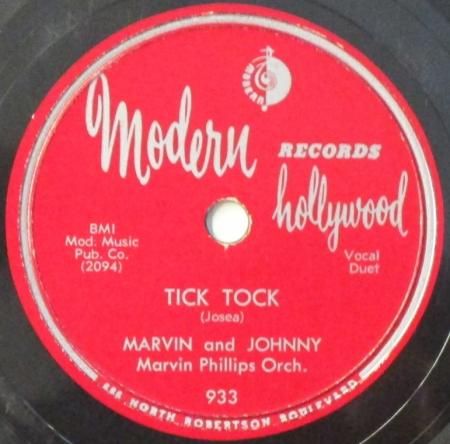 MODERN
Modern
RECORDS
hollywood
BMI
Mod. Music
Pub. Co.
(2094)
Vocal
Duet
TICK TOCK
(Josea)
MARVIN and JOHNNY
Marvin Phillips Orch.
933
NORTH ROBERTSON BOULEVARD